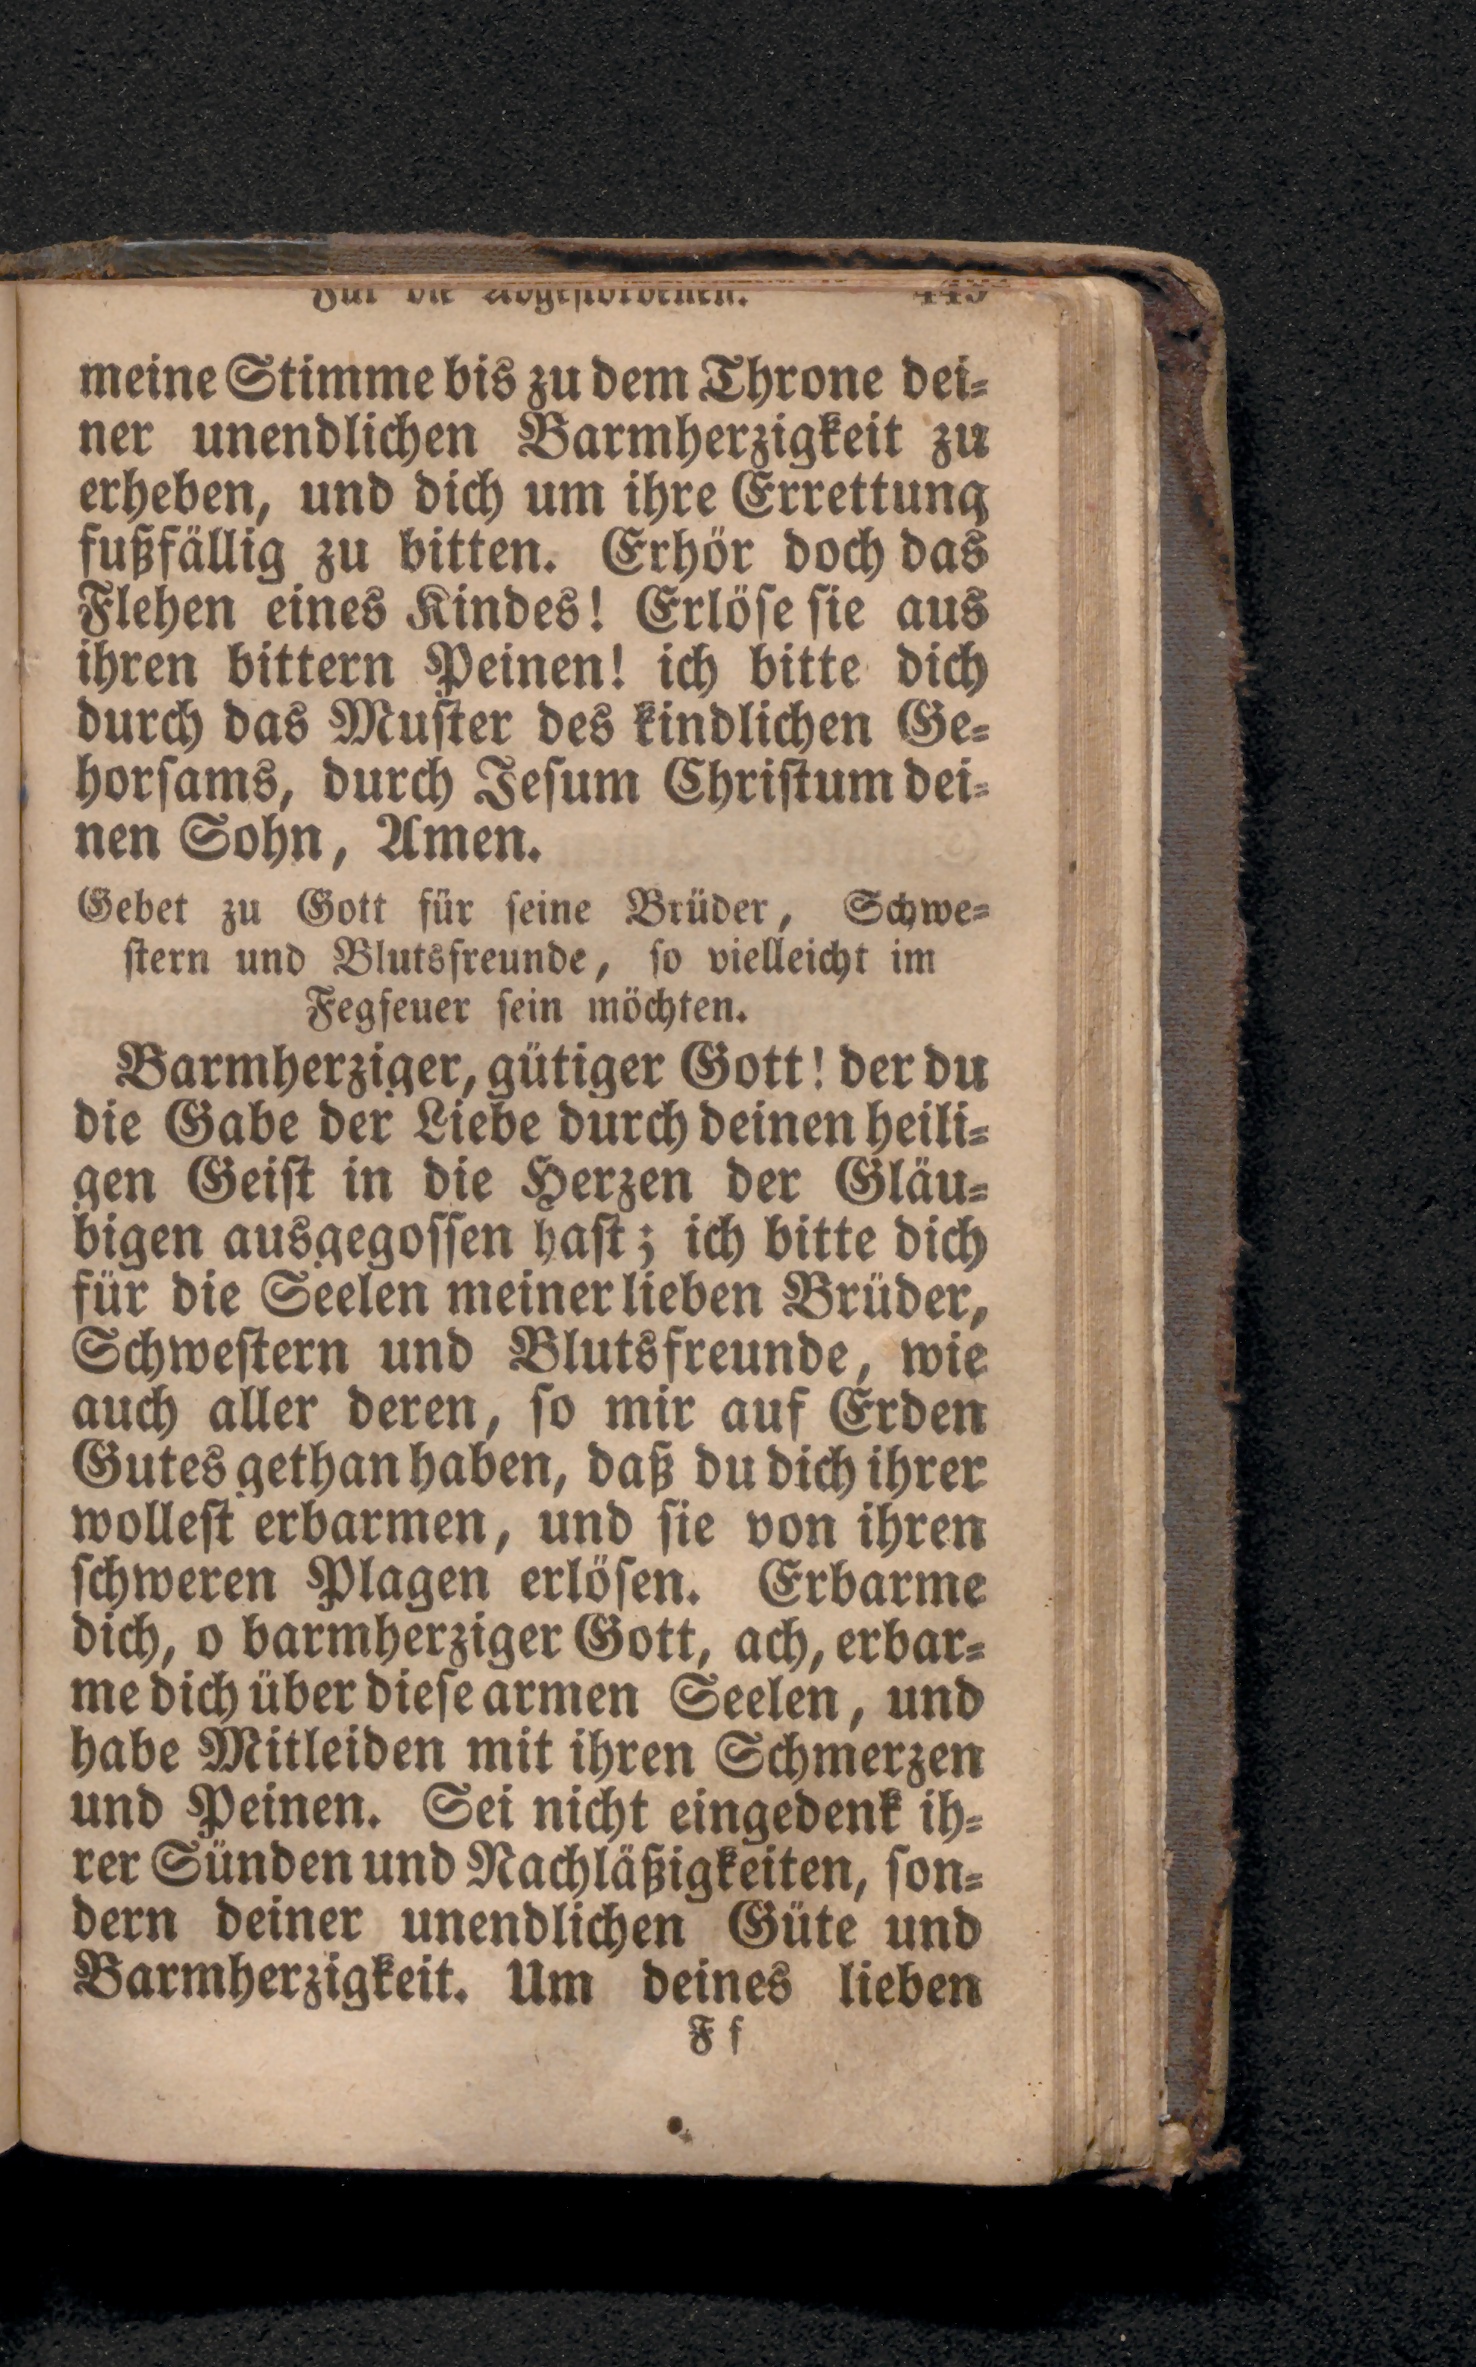 Für die Abgestorbenen. 449
meine Stimme bis zu dem Throne dei⸗
ner unendlichen Barmherzigkeit zu
erheben, und dich um ihre Errettung
fußfällig zu bitten. Erhör doch das
Flehen eines Kindes! Erlöſe ſie aus
ihren bittern Peinen! ich bitte dich
durch das Muſter des kindlichen Ge⸗
horſams, durch Jeſum Chriſtum dei⸗
nen Sohn, Amen.
Gebet zu Gott für ſeine Brüder, Schwe⸗
ſtern und Blutsfreunde, ſo vielleicht im
Fegfeuer ſein möchten.
Barmherziger, gütiger Gott! der du
die Gabe der Liebe durch deinen heili⸗
gen Geiſt in die Herzen der Gläu⸗
bigen ausgegoſſen haſt; ich bitte dich
für die Seelen meiner lieben Brüder,
Schweſtern und Blutsfreunde, wie
auch aller deren, ſo mir auf Erden
Gutes gethan haben, daß du dich ihrer
wolleſt erbarmen, und ſie von ihren
ſchweren Plagen erlöſen. Erbarme
dich, o barmherziger Gott, ach, erbar⸗
me dich über dieſe armen Seelen, und
habe Mitleiden mit ihren Schmerzen
und Peinen. Sei nicht eingedenk ih⸗
rer Sünden und Nachläßigkeiten, ſon⸗
dern deiner unendlichen Güte und
Barmherzigkeit. Um deines lieben
F f